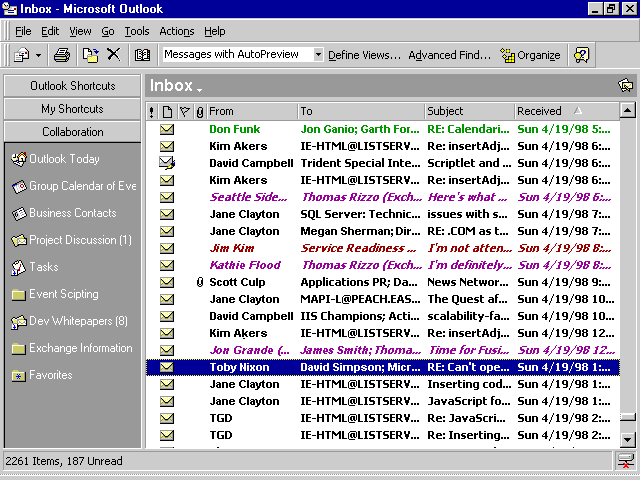 Inbox - Microsoft Outlook
File Edit View Go Tools Actions Help
Messages with AutoPreview Define Views... Advanced Find... Organize
Outlook Shortcuts
My Shortcuts
Collaboration
Outlook Today
Group Calendar of Eve
Business Contacts
Project Discussion (1)
Tasks
Event Scipting
Dev Whitepapers (8)
Exchange Information
Favorites
Inbox .
! From To Subject Received
Don Funk Jon Ganio; Garth For... RE: Calendari... Sun 4/19/98 5:...
Kim Akers IE-HTML@LISTSERV... Re: insertAdj... Sun 4/19/98 6:...
David Campbell Trident Special Inte... Scriptlet and ... Sun 4/19/98 6:...
Kim Akers IE-HTML@LISTSERV... Re: insertAdj... Sun 4/19/98 6:...
Seattle Side... Thomas Rizzo (Exch... Here's what ... Sun 4/19/98 6:...
Jane Clayton SQL Server: Technic... issues with s... Sun 4/19/98 7:...
Jane Clayton Megan Sherman; Dir... RE: .COM as t... Sun 4/19/98 7:...
Jim Kim Service Readiness ... I'm not atten... Sun 4/19/98 8:...
Kathie Flood Thomas Rizzo (Exch... I'm definitely... Sun 4/19/98 8:...
Scott Culp Applications PR; Da... News Networ... Sun 4/19/98 9:...
Jane Clayton MAPI-L@PEACH.EAS... The Quest af... Sun 4/19/98 10...
David Campbell IIS Champions; Acti... scalability-fa... Sun 4/19/98 10...
Kim Akers IE-HTML@LISTSERV... Re: insertAdj... Sun 4/19/98 12...
Jon Grande (... James Smith; Thoma... Time for Fusi... Sun 4/19/98 12...
Toby Nixon David Simpson; Micr... RE: Can't ope... Sun 4/19/98 1:...
Jane Clayton IE-HTML@LISTSERV... Inserting cod... Sun 4/19/98 1:...
Jane Clayton IE-HTML@LISTSERV... JavaScript fo... Sun 4/19/98 1:...
TGD IE-HTML@LISTSERV... Re: JavaScri... Sun 4/19/98 2:...
TGD IE-HTML@LISTSERV... Re: Inserting... Sun 4/19/98 2:...
2261 Items, 187 Unread